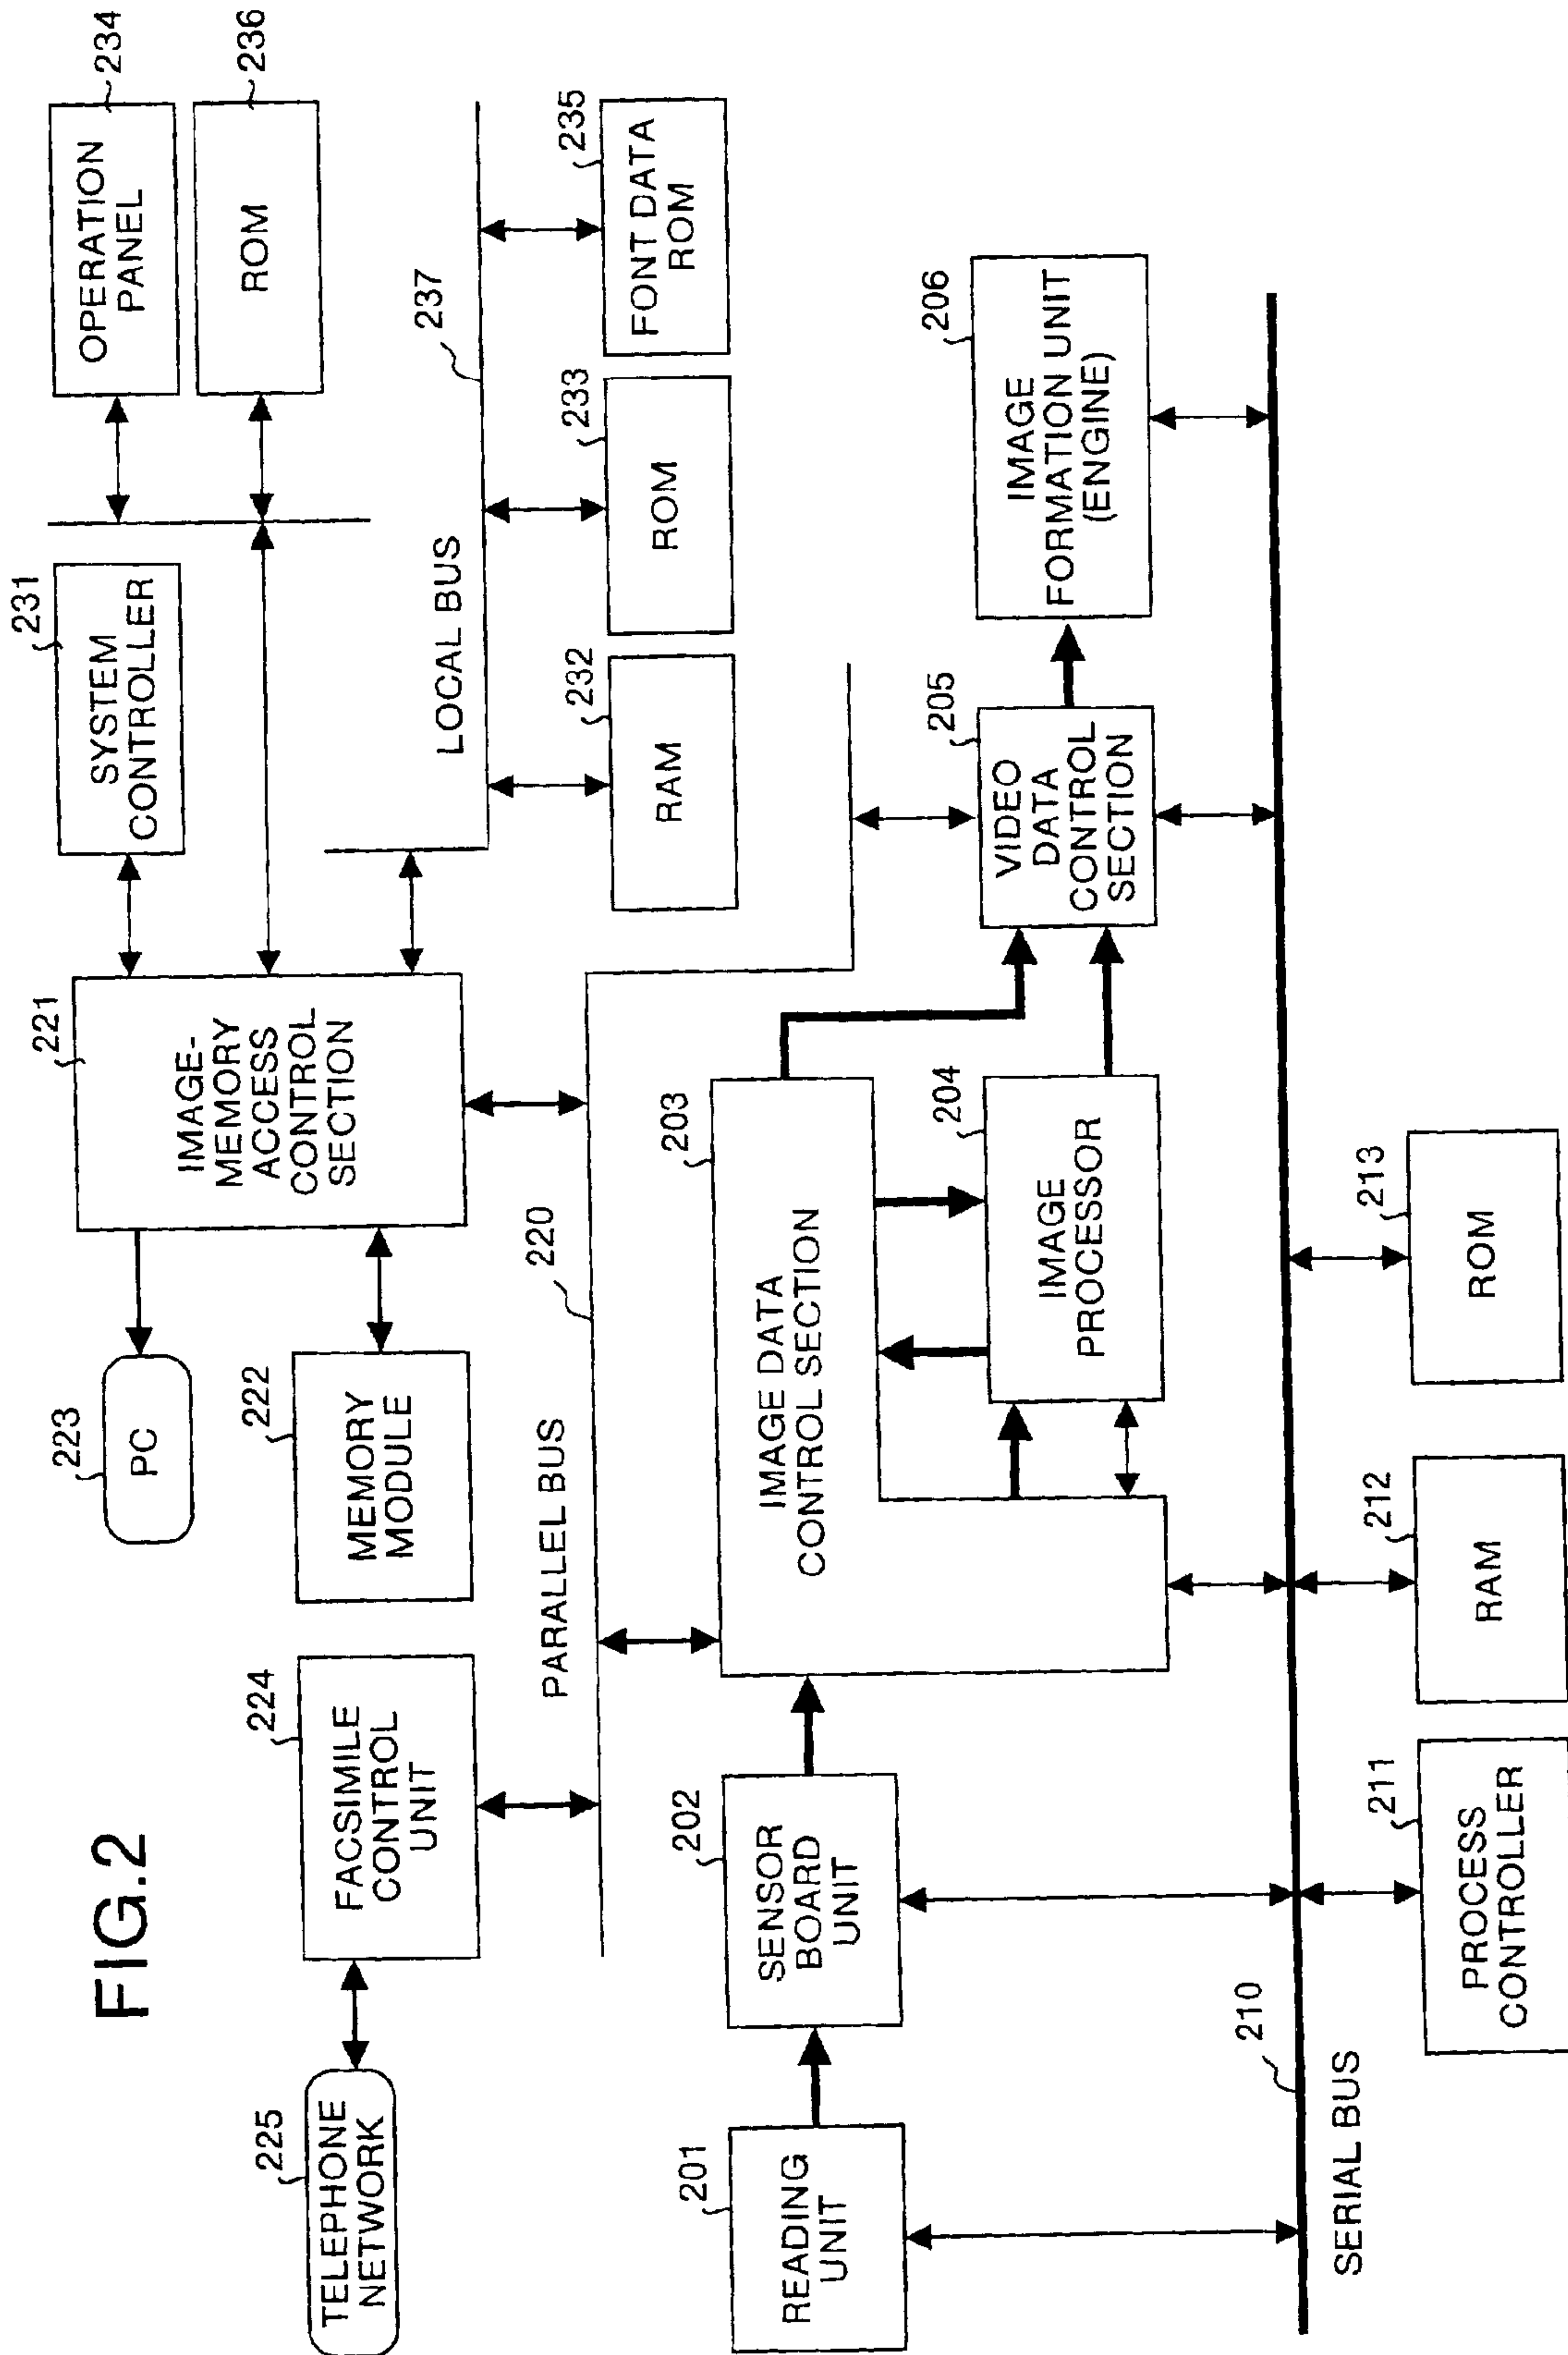 FIG.2
231
SYSTEM
CONTROLLER
234
OPERATION
PANEL
236
ROM
221
IMAGE-
MEMORY
ACCESS
CONTROL
SECTION
223
PC
222
MEMORY
MODULE
224
FACSIMILE
CONTROL
UNIT
225
TELEPHONE
NETWORK
LOCAL BUS
237
232
RAM
233
ROM
235
FONT DATA
ROM
PARALLEL BUS
220
201
READING
UNIT
202
SENSOR
BOARD
UNIT
203
IMAGE DATA
CONTROL SECTION
204
IMAGE
PROCESSOR
205
VIDEO
DATA
CONTROL
SECTION
206
IMAGE
FORMATION UNIT
(ENGINE)
210
SERIAL BUS
211
PROCESS
CONTROLLER
212
RAM
213
ROM